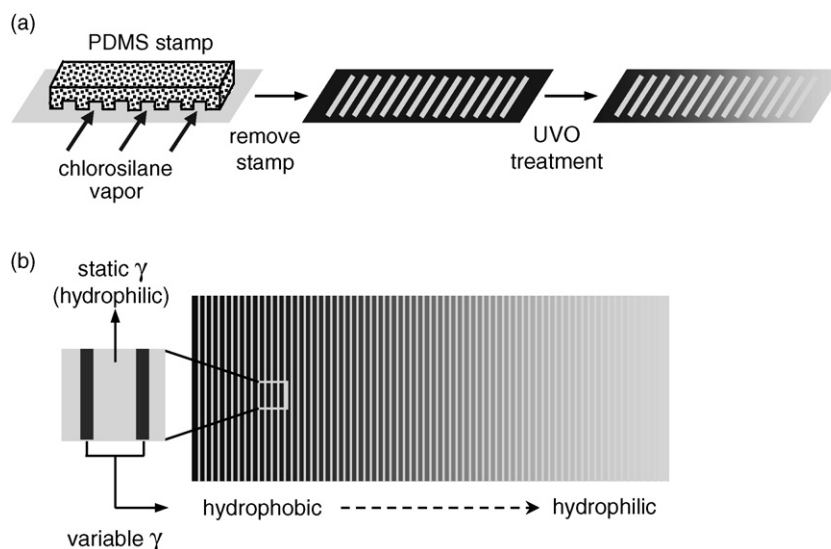 (a)
PDMS stamp
chlorosilane
vapor
remove
stamp
UVO
treatment
(b)
static γ
(hydrophilic)
hydrophobic
hydrophilic
variable γ